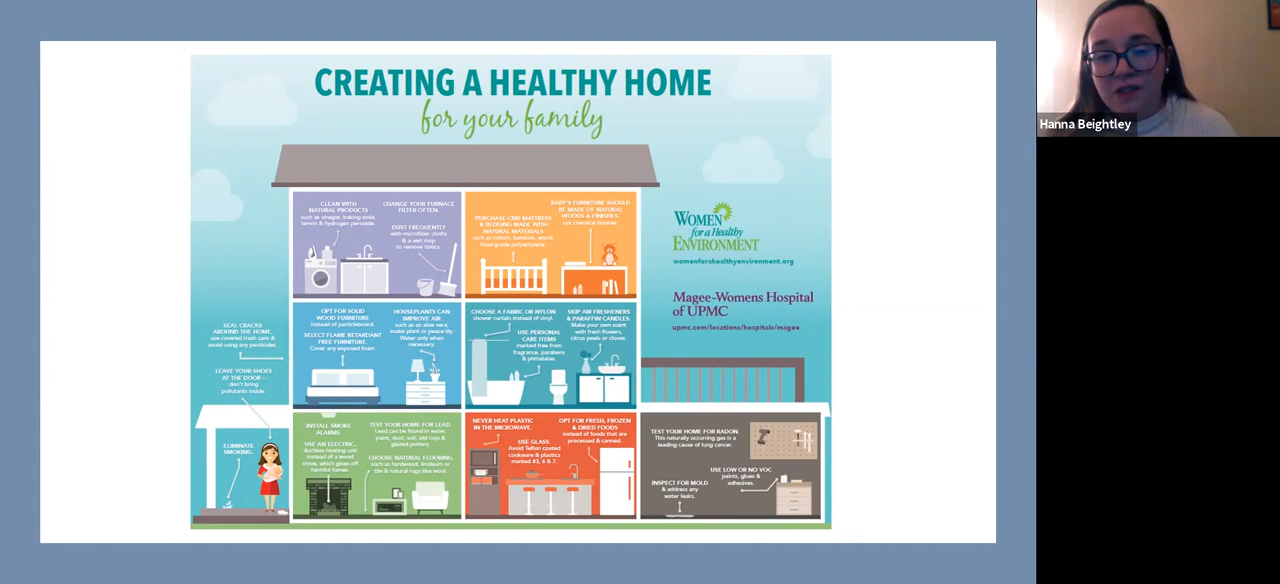 CREATING A HEALTHY HOME
for your family
CLEAN WITH
NATURAL PRODUCTS
such as vinegar, baking soda,
lemon & hydrogen peroxide.
CHANGE YOUR FURNACE
FILTER OFTEN.
DUST FREQUENTLY
with microfiber cloths
& a wet mop
to remove toxics.
PURCHASE CRIB MATTRESS
& BEDDING MADE WITH
NATURAL MATERIALS
such as cotton, bamboo, wood,
food-grade polyethylene.
BABY'S FURNITURE SHOULD
BE MADE OF NATURAL
WOODS & FINISHES,
not chemical finishes.
WOMEN
for a Healthy
ENVIRONMENT
womenforahealthyenvironment.org
Magee-Womens Hospital
of UPMC
upmc.com/locations/hospitals/magee
SEAL CRACKS
AROUND THE HOME,
use covered trash cans &
avoid using any pesticides.
LEAVE YOUR SHOES
AT THE DOOR –
don't bring
pollutants inside.
OPT FOR SOLID
WOOD FURNITURE
instead of particleboard.
SELECT FLAME RETARDANT
FREE FURNITURE.
Cover any exposed foam.
HOUSEPLANTS CAN
IMPROVE AIR
such as an aloe vera,
snake plant or peace lily.
Water only when
necessary.
CHOOSE A FABRIC OR NYLON
shower curtain instead of vinyl.
USE PERSONAL
CARE ITEMS
marked free from
fragrance, parabens
& phthalates.
SKIP AIR FRESHENERS
& PARAFFIN CANDLES.
Make your own scent
with fresh flowers,
citrus peels or cloves.
ELIMINATE
SMOKING.
INSTALL SMOKE
ALARMS.
USE AN ELECTRIC,
ductless heating unit
instead of a wood
stove, which gives off
harmful fumes.
TEST YOUR HOME FOR LEAD.
Lead can be found in water,
paint, dust, soil, old toys &
glazed pottery.
CHOOSE NATURAL FLOORING
such as hardwood, linoleum or
tile & natural rugs like wool.
NEVER HEAT PLASTIC
IN THE MICROWAVE.
USE GLASS.
Avoid Teflon coated
cookware & plastics
marked #3, 6 & 7.
OPT FOR FRESH, FROZEN
& DRIED FOODS
instead of foods that are
processed & canned.
TEST YOUR HOME FOR RADON.
This naturally occurring gas is a
leading cause of lung cancer.
INSPECT FOR MOLD
& address any
water leaks.
USE LOW OR NO VOC
paints, glues &
adhesives.
Hanna Beightley